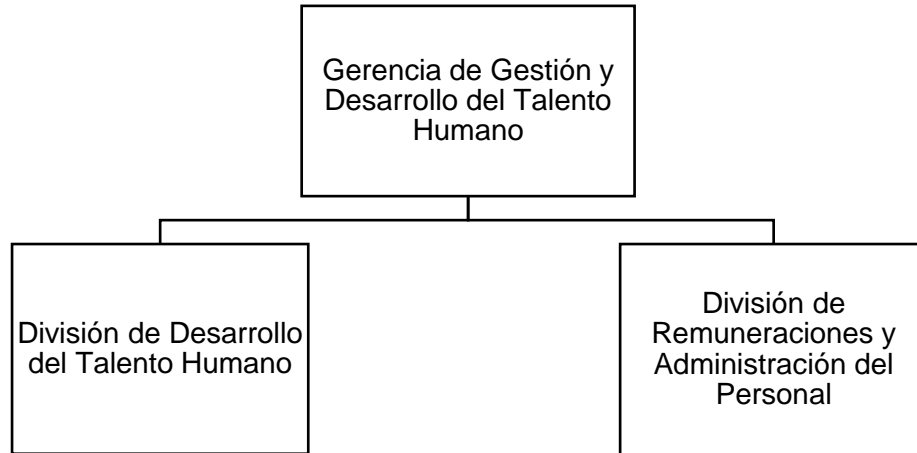 Gerencia de Gestión y
Desarrollo del Talento
Humano
División de Desarrollo
del Talento Humano
División de
Remuneraciones y
Administración del
Personal